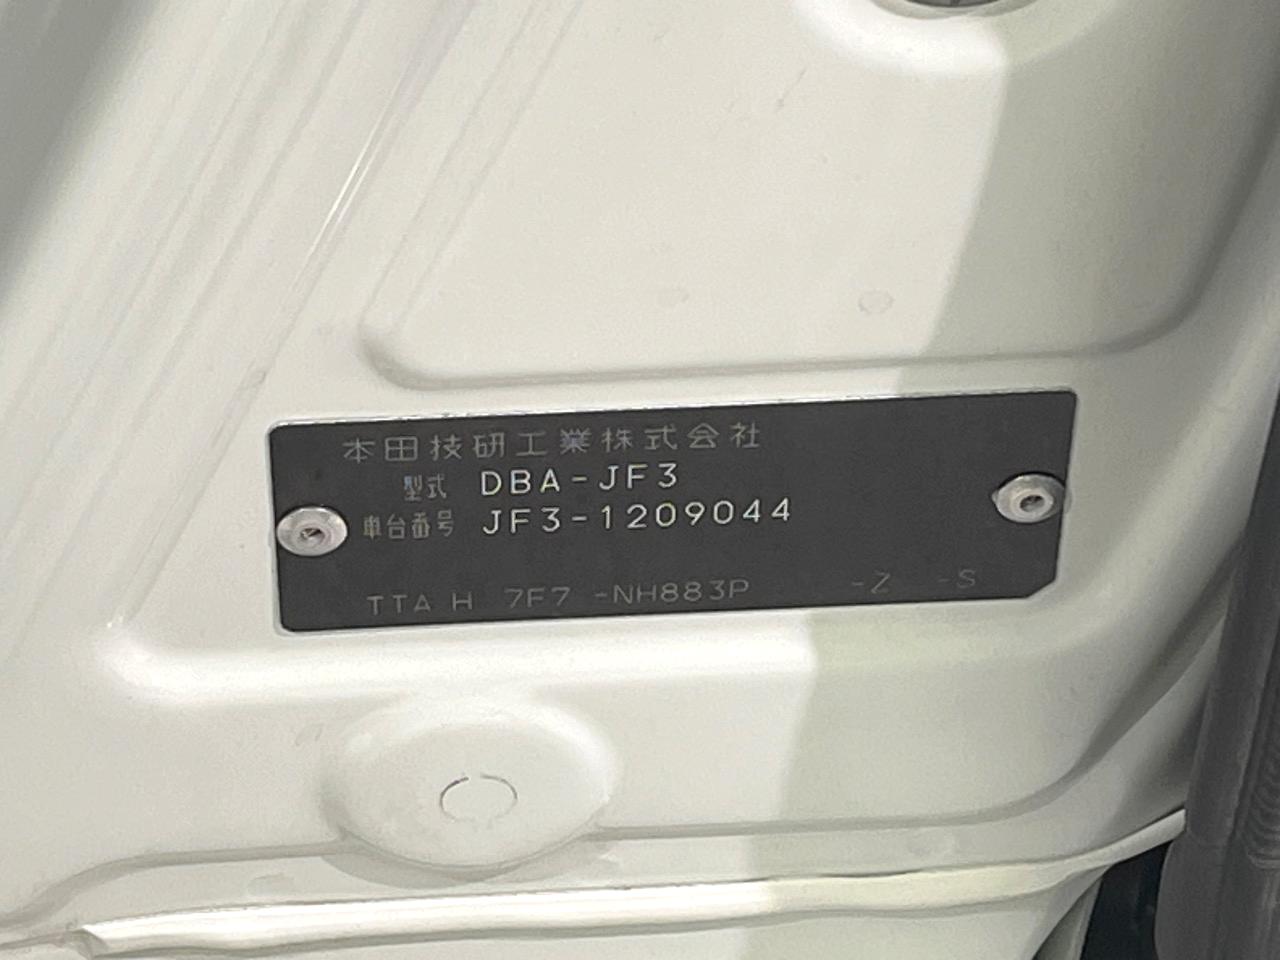 本田技研工業株式会社
型式 DBA-JF3
車台番号 JF3-1209044
TTA H 7F7 -NH883P -Z -S